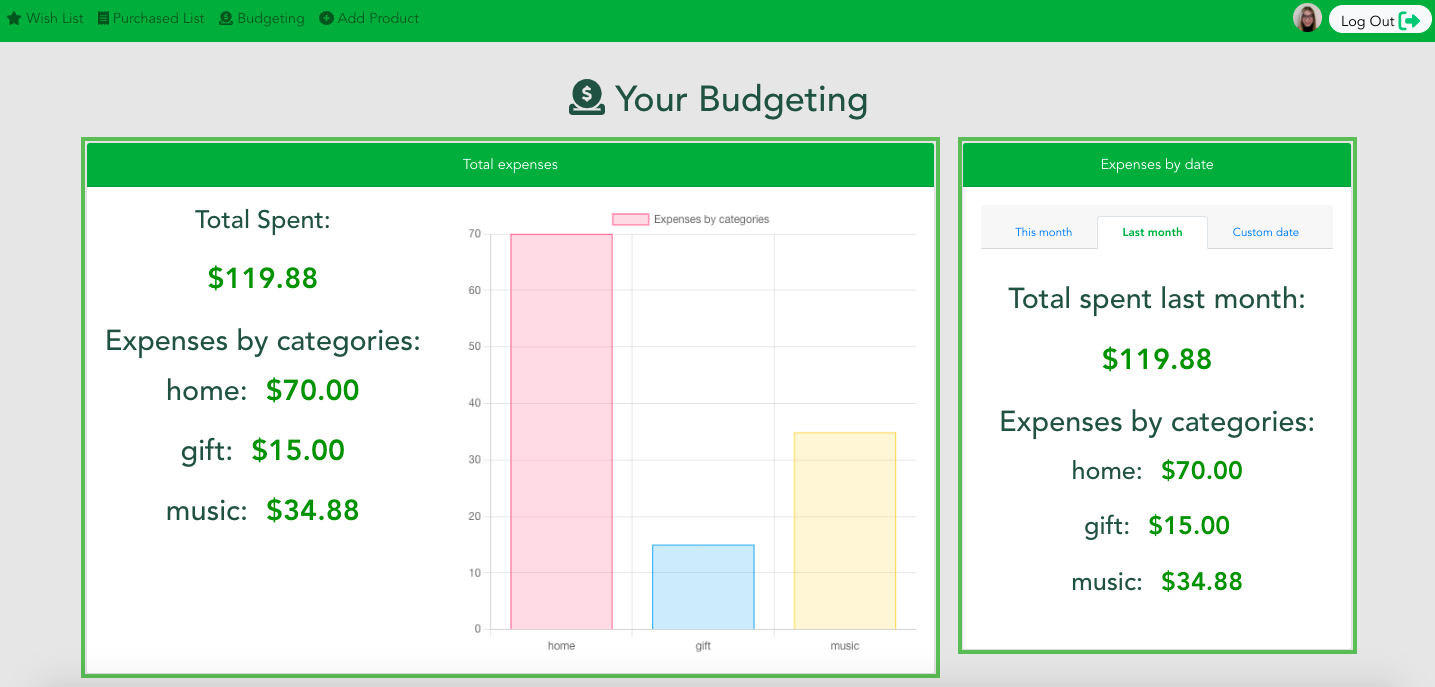 Wish List Purchased List Budgeting Add Product Log Out
$ Your Budgeting
Total expenses
Total Spent:
$119.88
Expenses by categories:
home: $70.00
gift: $15.00
music: $34.88
Expenses by categories
70
60
50
40
30
20
10
0
home gift music
Expenses by date
This month Last month Custom date
Total spent last month:
$119.88
Expenses by categories:
home: $70.00
gift: $15.00
music: $34.88